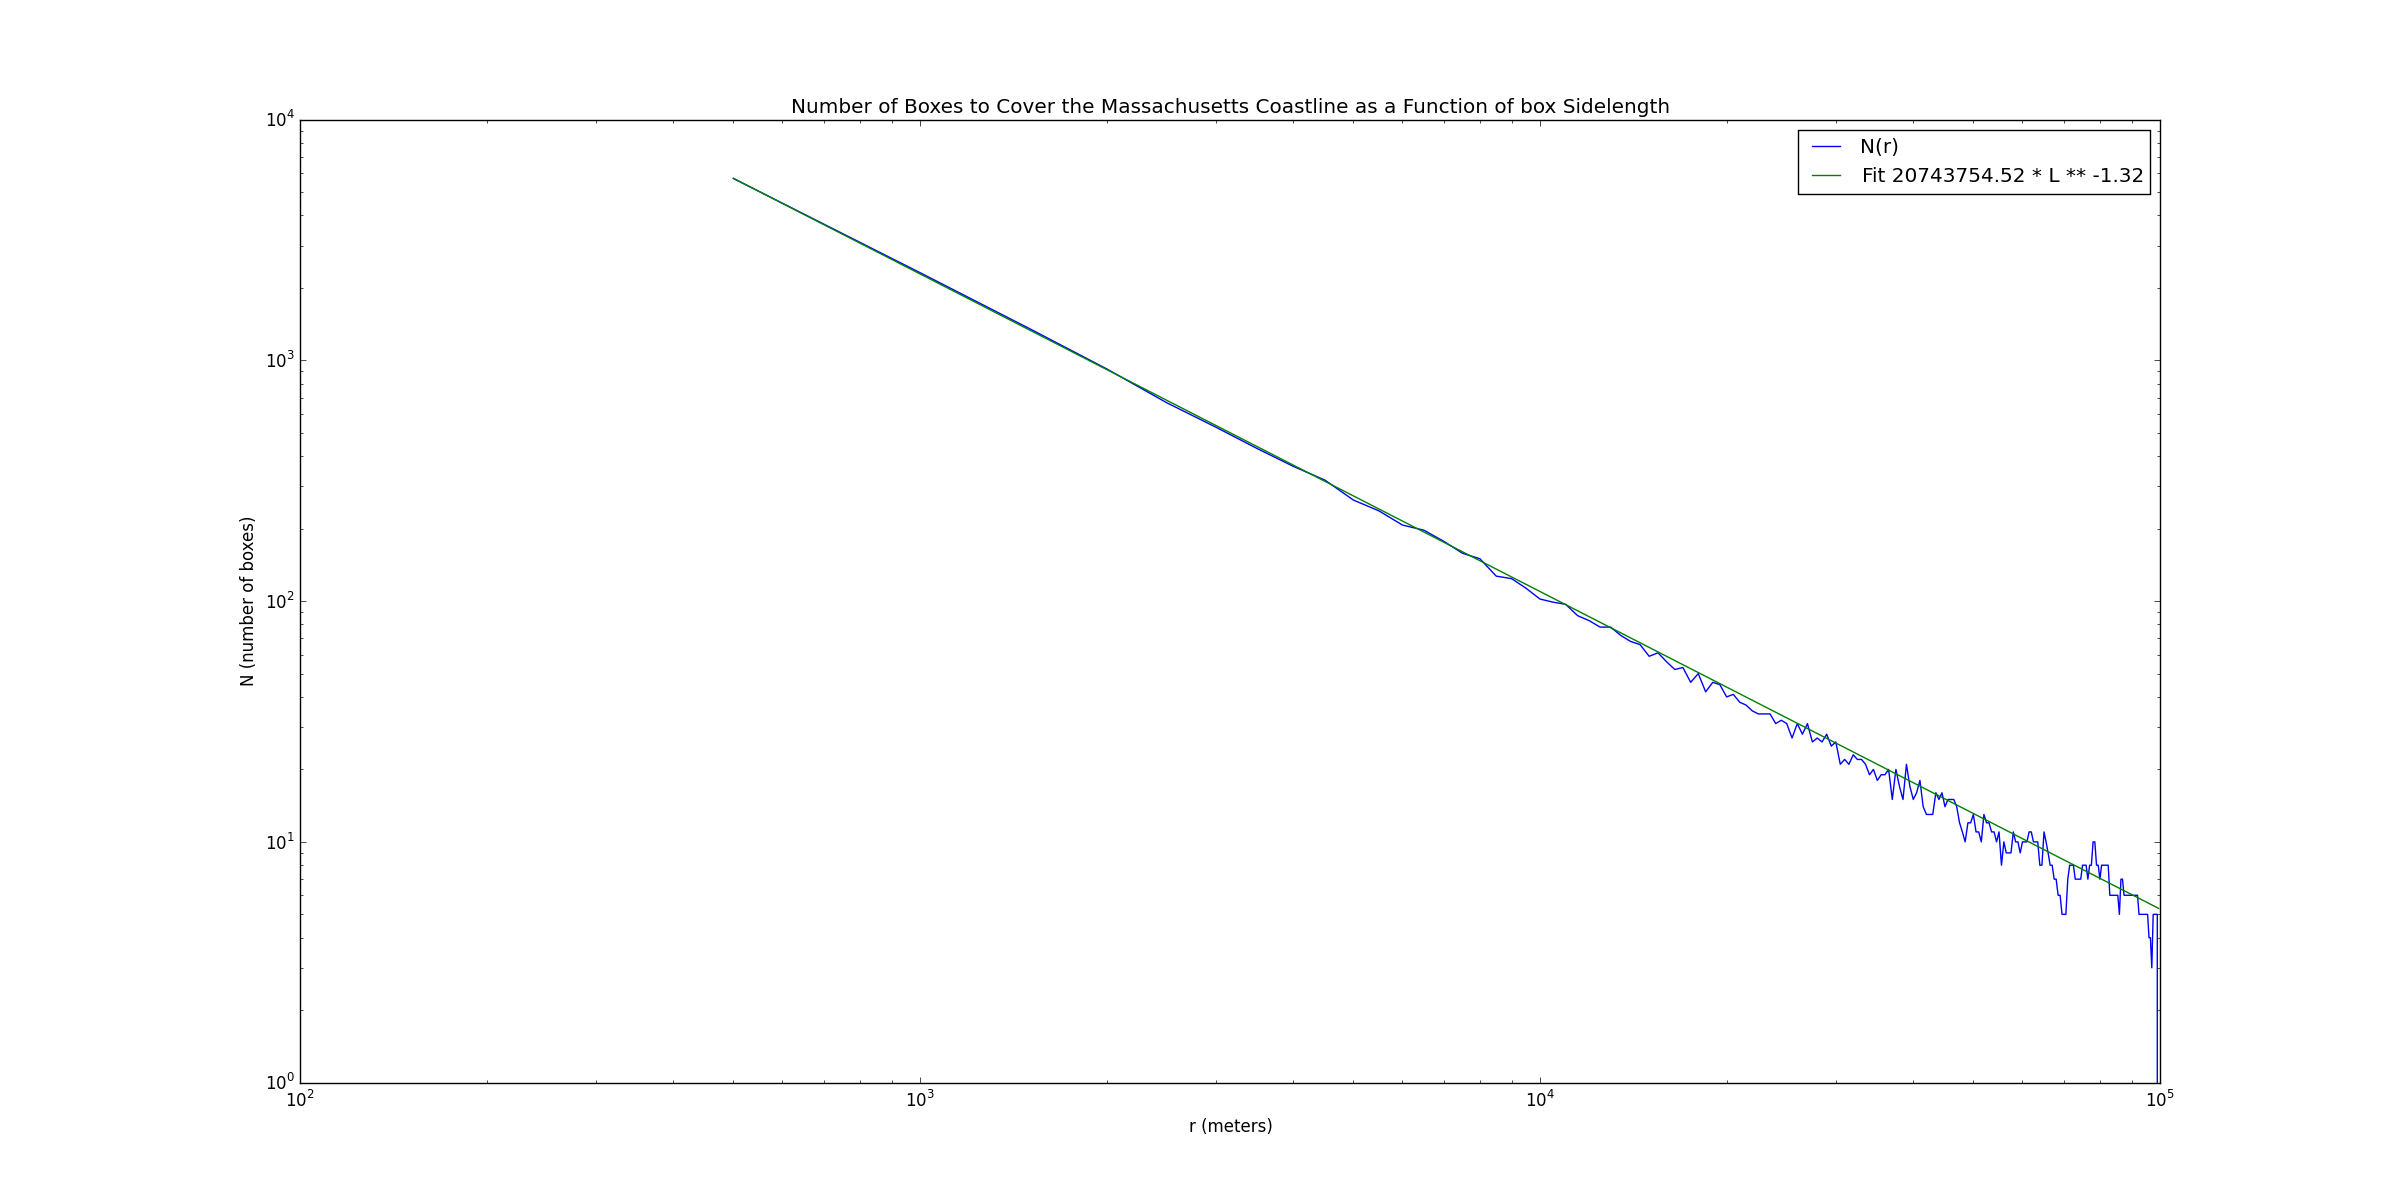 Number of Boxes to Cover the Massachusetts Coastline as a Function of box Sidelength
N(r)
Fit 20743754.52 * L ** -1.32
10^4
10^3
10^2
10^1
10^0
N (number of boxes)
10^2 10^3 10^4 10^5
r (meters)